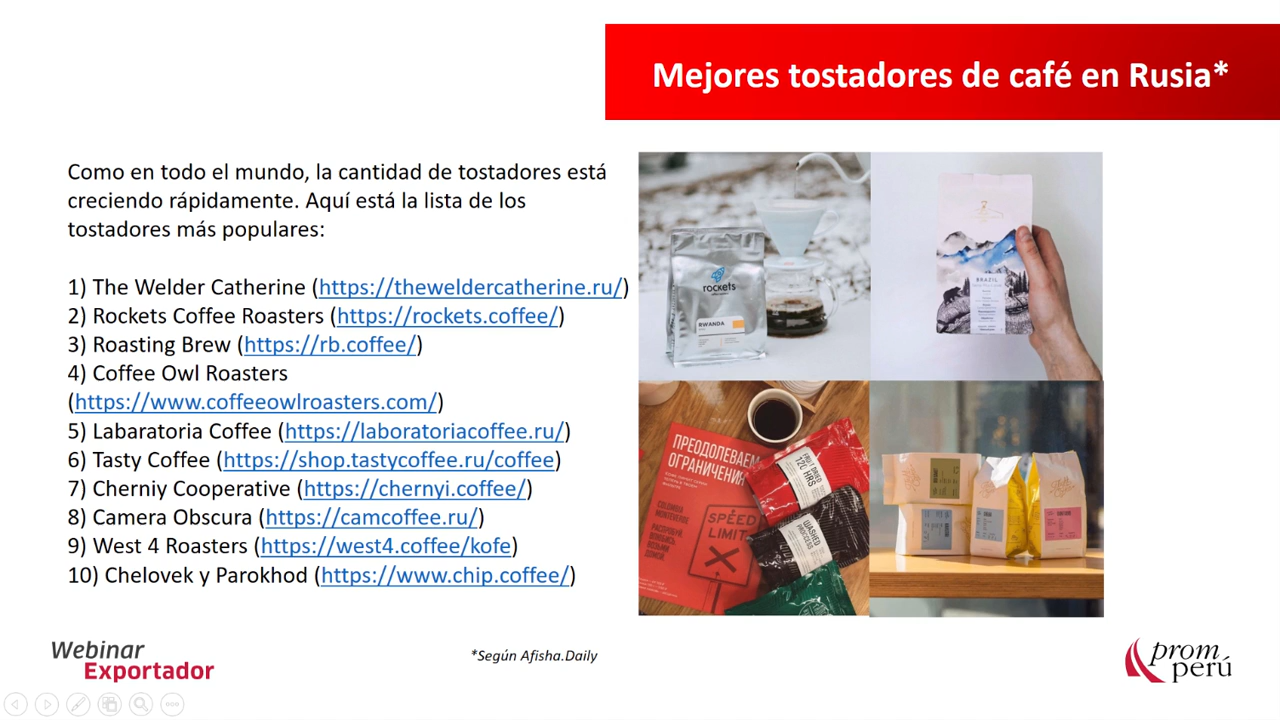 Mejores tostadores de café en Rusia*
Como en todo el mundo, la cantidad de tostadores está
creciendo rápidamente. Aquí está la lista de los
tostadores más populares:
1) The Welder Catherine (https://theweldercatherine.ru/)
2) Rockets Coffee Roasters (https://rockets.coffee/)
3) Roasting Brew (https://rb.coffee/)
4) Coffee Owl Roasters
(https://www.coffeeowlroasters.com/)
5) Labaratoria Coffee (https://laboratoriacoffee.ru/)
6) Tasty Coffee (https://shop.tastycoffee.ru/coffee)
7) Cherniy Cooperative (https://chernyi.coffee/)
8) Camera Obscura (https://camcoffee.ru/)
9) West 4 Roasters (https://west4.coffee/kofe)
10) Chelovek y Parokhod (https://www.chip.coffee/)
rockets
RWANDA
BRAZIL
ПРЕОДОЛЕВАЕМ
ОГРАНИЧЕНИЯ
SPEED
LIMIT
FRUIT DRIED
120 HRS
WASHED
PROCCESS
Webinar
Exportador
*Según Afisha.Daily
prom
perú